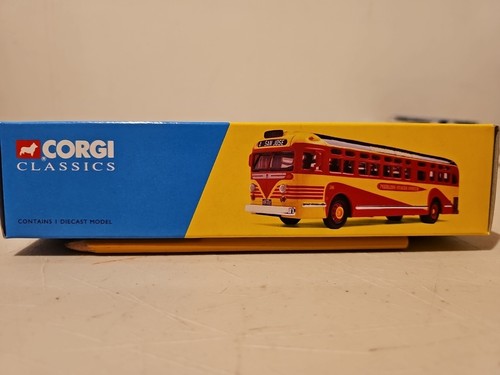 CORGI
CLASSICS
CONTAINS 1 DIECAST MODEL
SAN JOSE